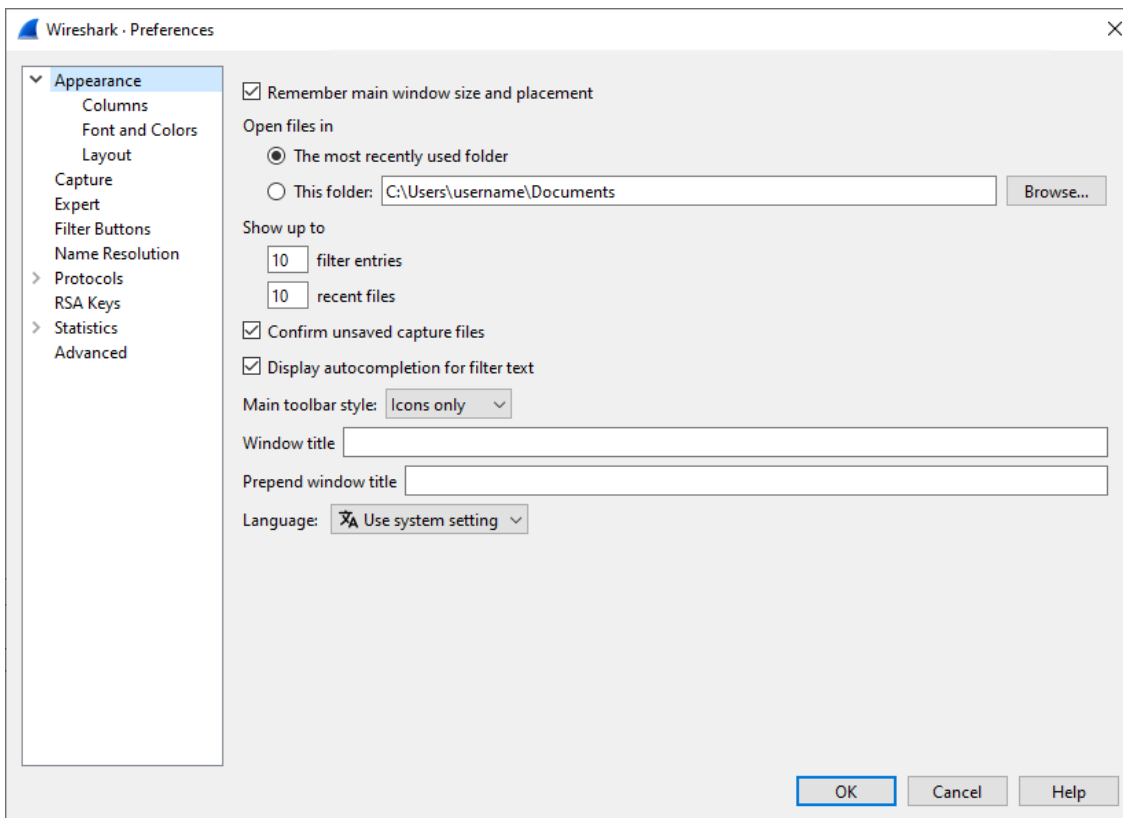 Wireshark · Preferences
Appearance
Columns
Font and Colors
Layout
Capture
Expert
Filter Buttons
Name Resolution
Protocols
RSA Keys
Statistics
Advanced
Remember main window size and placement
Open files in
The most recently used folder
This folder: C:\Users\username\Documents Browse...
Show up to
10 filter entries
10 recent files
Confirm unsaved capture files
Display autocompletion for filter text
Main toolbar style: Icons only
Window title
Prepend window title
Language: Use system setting
OK Cancel Help